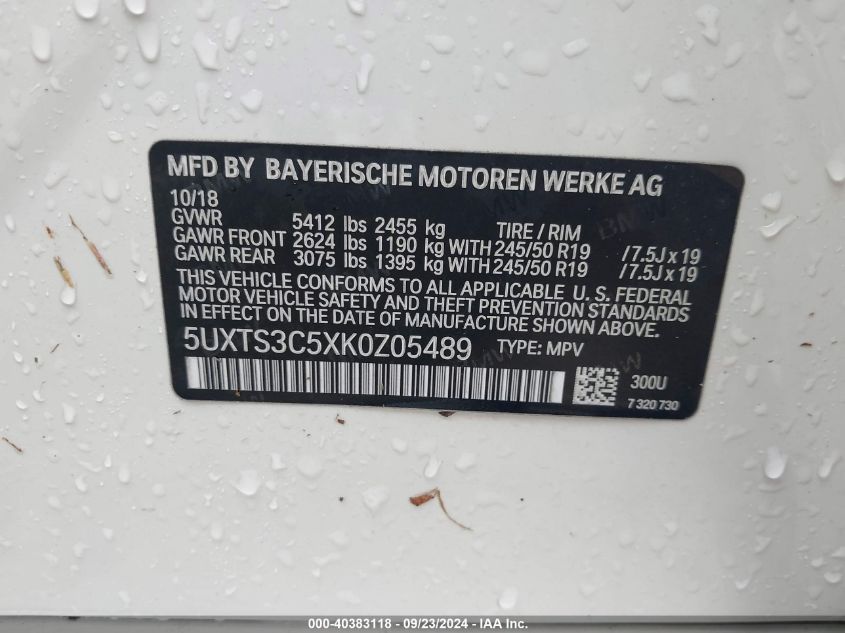 MFD BY BAYERISCHE MOTOREN WERKE AG
10/18
GVWR 5412 lbs 2455 kg TIRE / RIM
GAWR FRONT 2624 lbs 1190 kg WITH 245/50 R19 /7.5J x 19
GAWR REAR 3075 lbs 1395 kg WITH 245/50 R19 /7.5J x 19
THIS VEHICLE CONFORMS TO ALL APPLICABLE U. S. FEDERAL
MOTOR VEHICLE SAFETY AND THEFT PREVENTION STANDARDS
IN EFFECT ON THE DATE OF MANUFACTURE SHOWN ABOVE.
5UXTS3C5XK0Z05489 TYPE: MPV
300U
7 320 730
000-40383118 - 09/23/2024 - IAA Inc.